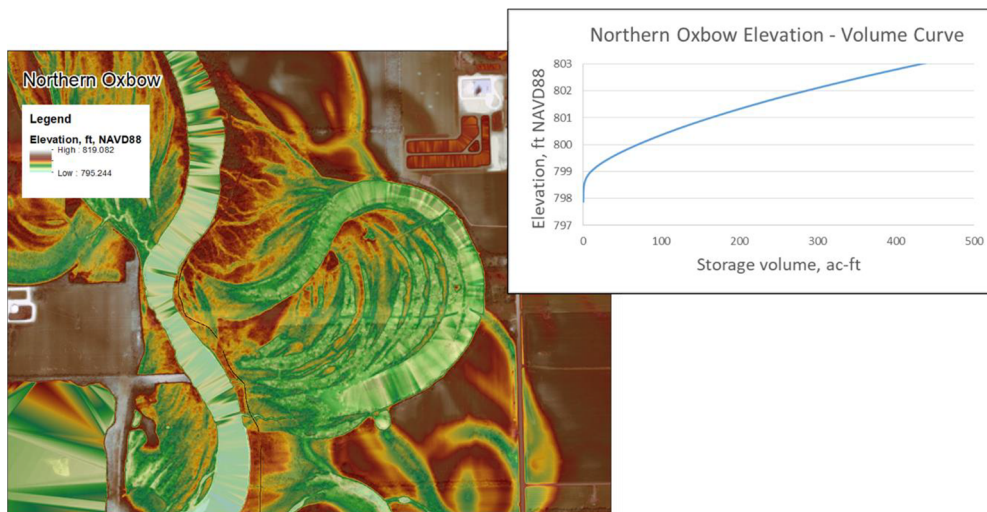 Northern Oxbow
Legend
Elevation, ft, NAVD88
High : 819.082
Low : 795.244
Northern Oxbow Elevation - Volume Curve
Elevation, ft NAVD88
803
802
801
800
799
798
797
0 100 200 300 400 500
Storage volume, ac-ft